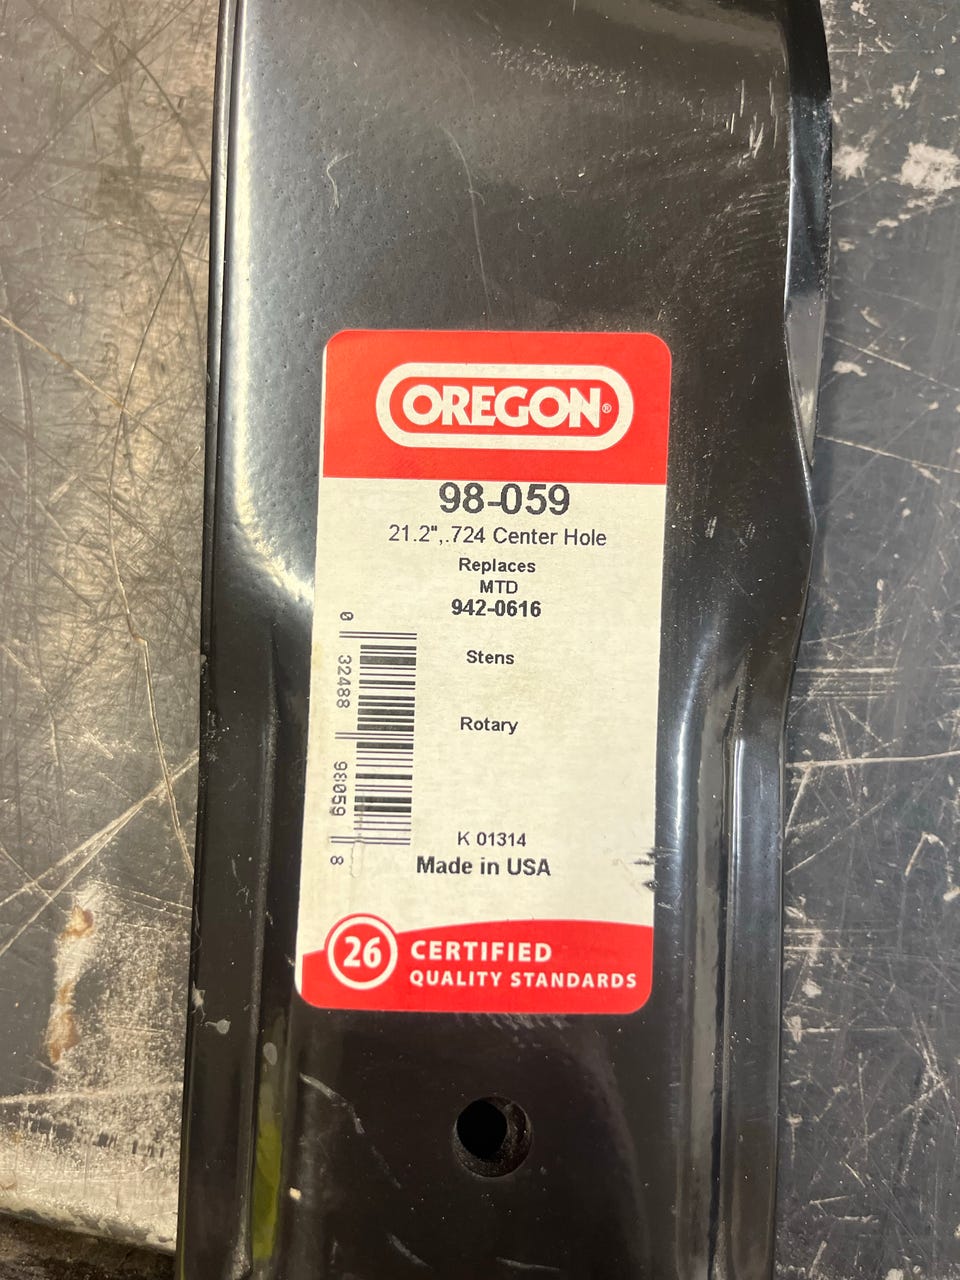 OREGON®
98-059
21.2",.724 Center Hole
Replaces
MTD
942-0616
Stens
Rotary
0 32488 98059 8
K 01314
Made in USA
26 CERTIFIED
QUALITY STANDARDS